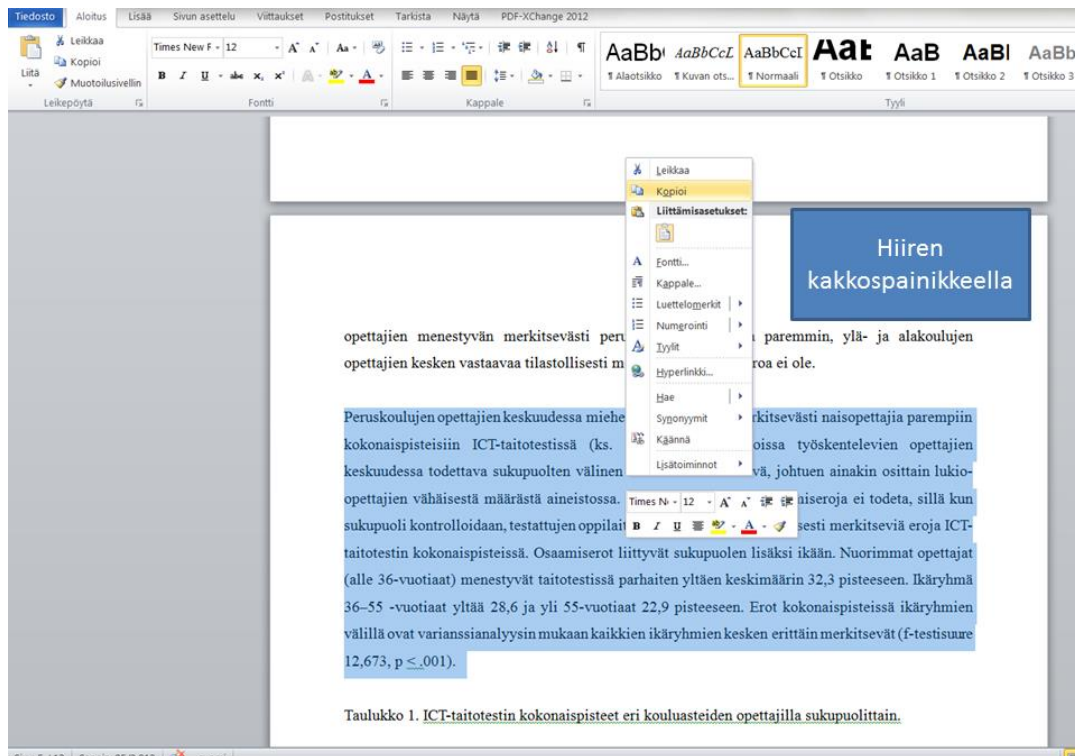 Tiedosto Aloitus Lisää Sivun asettelu Viittaukset Postitukset Tarkista Näytä PDF-XChange 2012
Liitä
Leikkaa
Kopioi
Muotoilusivellin
Leikepöytä
Times New F 12
Fontti
Kappale
AaBb AaBbCcL AaBbCcI Aat AaB AaBl AaBb
¶ Alaotsikko ¶ Kuvan ots... ¶ Normaali ¶ Otsikko ¶ Otsikko 1 ¶ Otsikko 2 ¶ Otsikko 3
Tyyli
Leikkaa
Kopioi
Liittämisasetukset:
Fontti...
Kappale...
Luettelomerkit
Numerointi
Tyylit
Hyperlinkki...
Hae
Synonyymit
Käännä
Lisätoiminnot
Times N 12
Hiiren
kakkospainikkeella
opettajien menestyvän merkitsevästi peru paremmin, ylä- ja alakoulujen
opettajien kesken vastaavaa tilastollisesti m roa ei ole.
Peruskoulujen opettajien keskuudessa miehe rkitsevästi naisopettajia parempiin
kokonaispisteisiin ICT-taitotestissä (ks. oissa työskentelevien opettajien
keskuudessa todettava sukupuolten välinen vä, johtuen ainakin osittain lukio-
opettajien vähäisestä määrästä aineistossa. niseroja ei todeta, sillä kun
sukupuoli kontrolloidaan, testattujen oppilait sesti merkitseviä eroja ICT-
taitotestin kokonaispisteissä. Osaamiserot liittyvät sukupuolen lisäksi ikään. Nuorimmat opettajat
(alle 36-vuotiaat) menestyvät taitotestissä parhaiten yltäen keskimäärin 32,3 pisteeseen. Ikäryhmä
36–55 -vuotiaat yltää 28,6 ja yli 55-vuotiaat 22,9 pisteeseen. Erot kokonaispisteissä ikäryhmien
välillä ovat varianssianalyysin mukaan kaikkien ikäryhmien kesken erittäin merkitsevät (f-testisuure
12,673, p < .001).
Taulukko 1. ICT-taitotestin kokonaispisteet eri kouluasteiden opettajilla sukupuolittain.